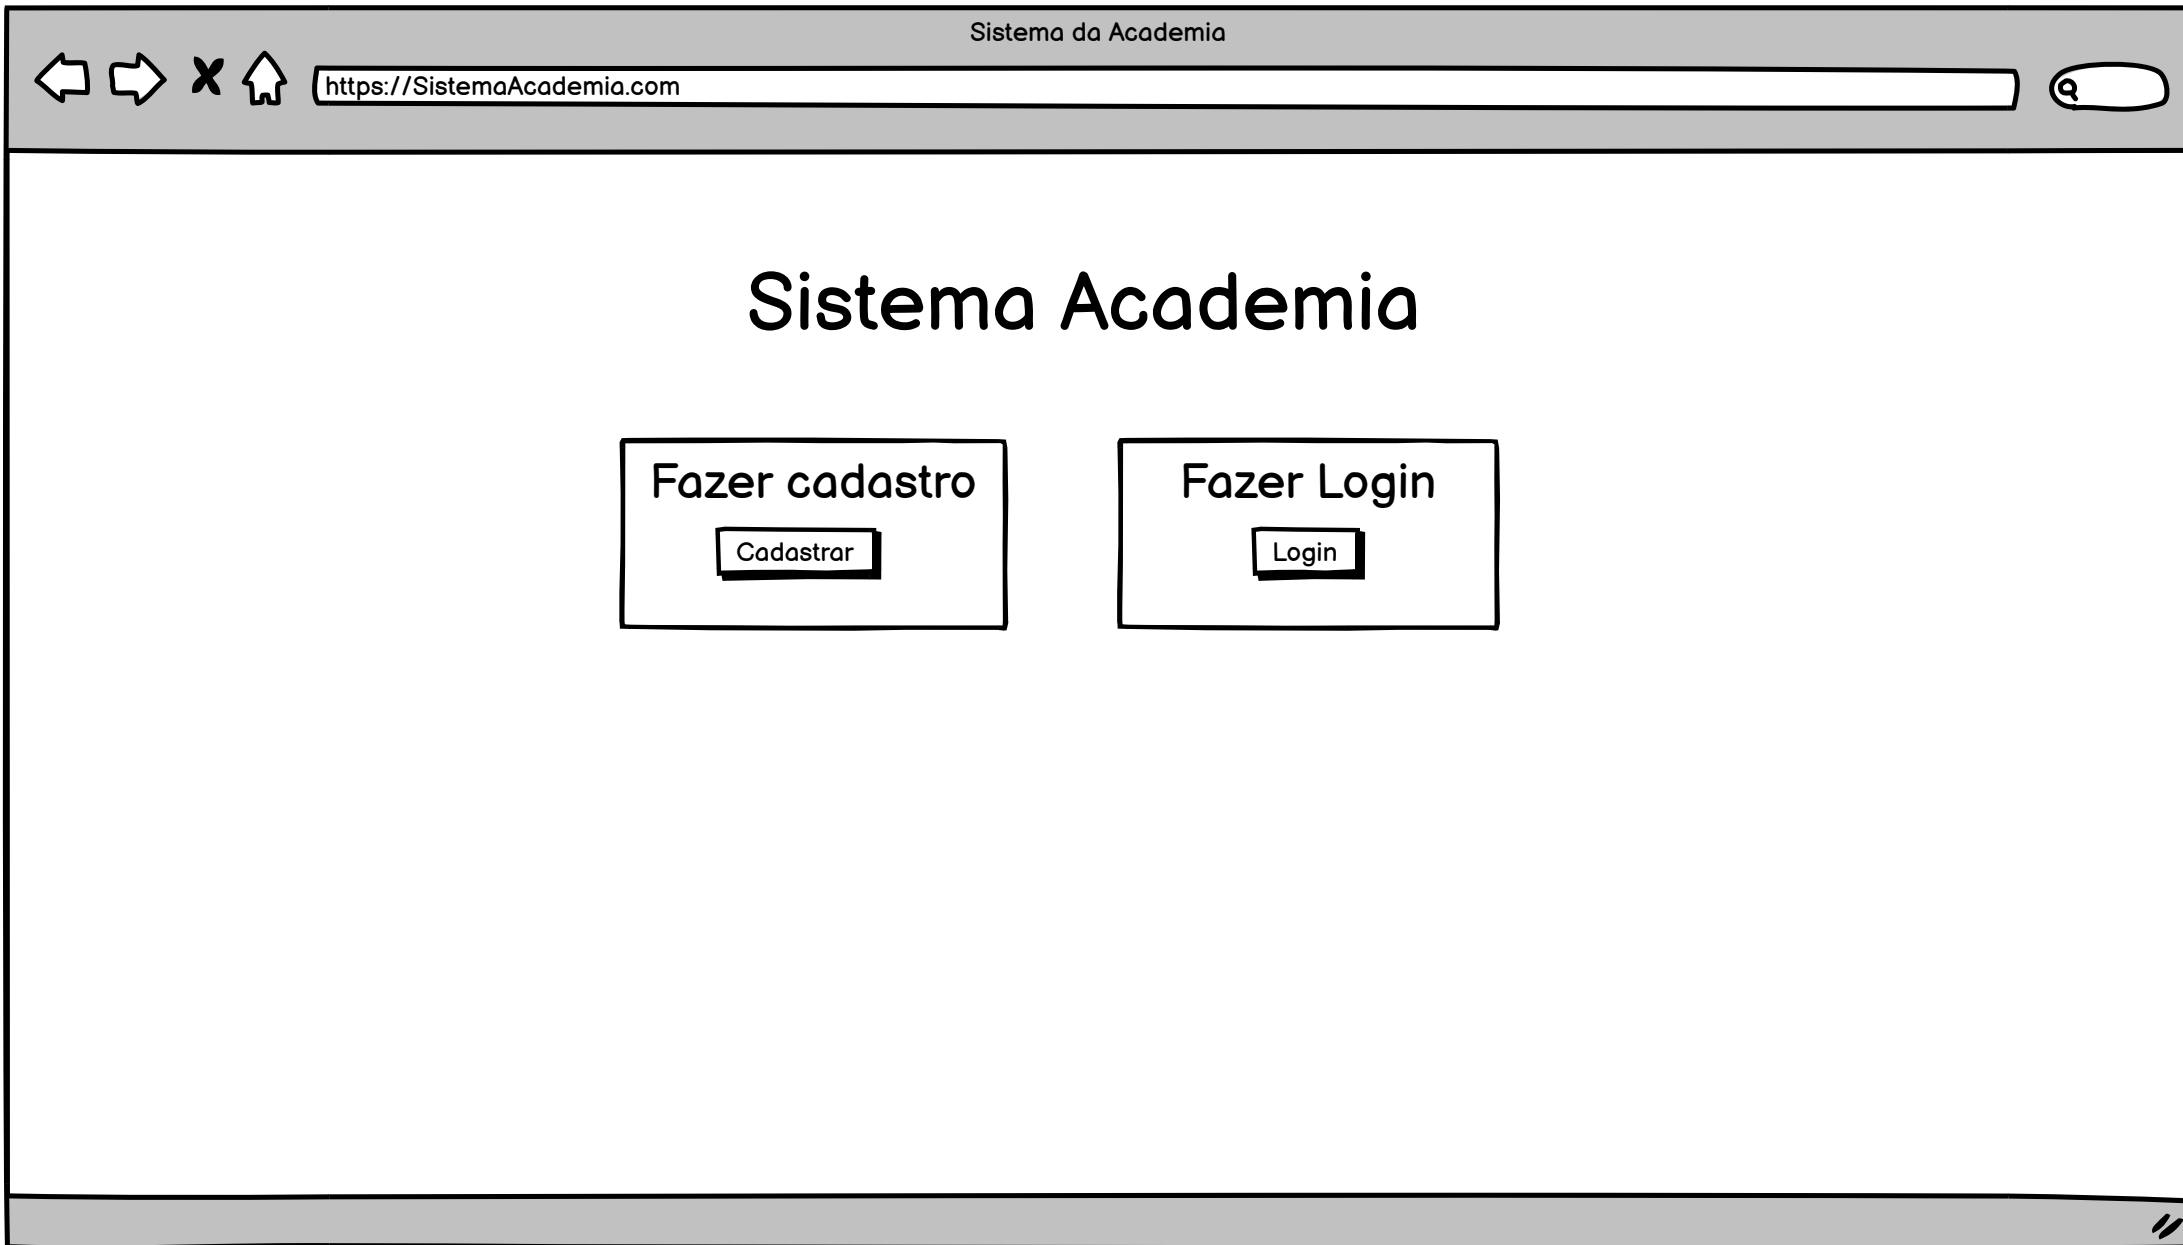 Sistema da Academia
https://SistemaAcademia.com
Sistema Academia
Fazer cadastro
Cadastrar
Fazer Login
Login